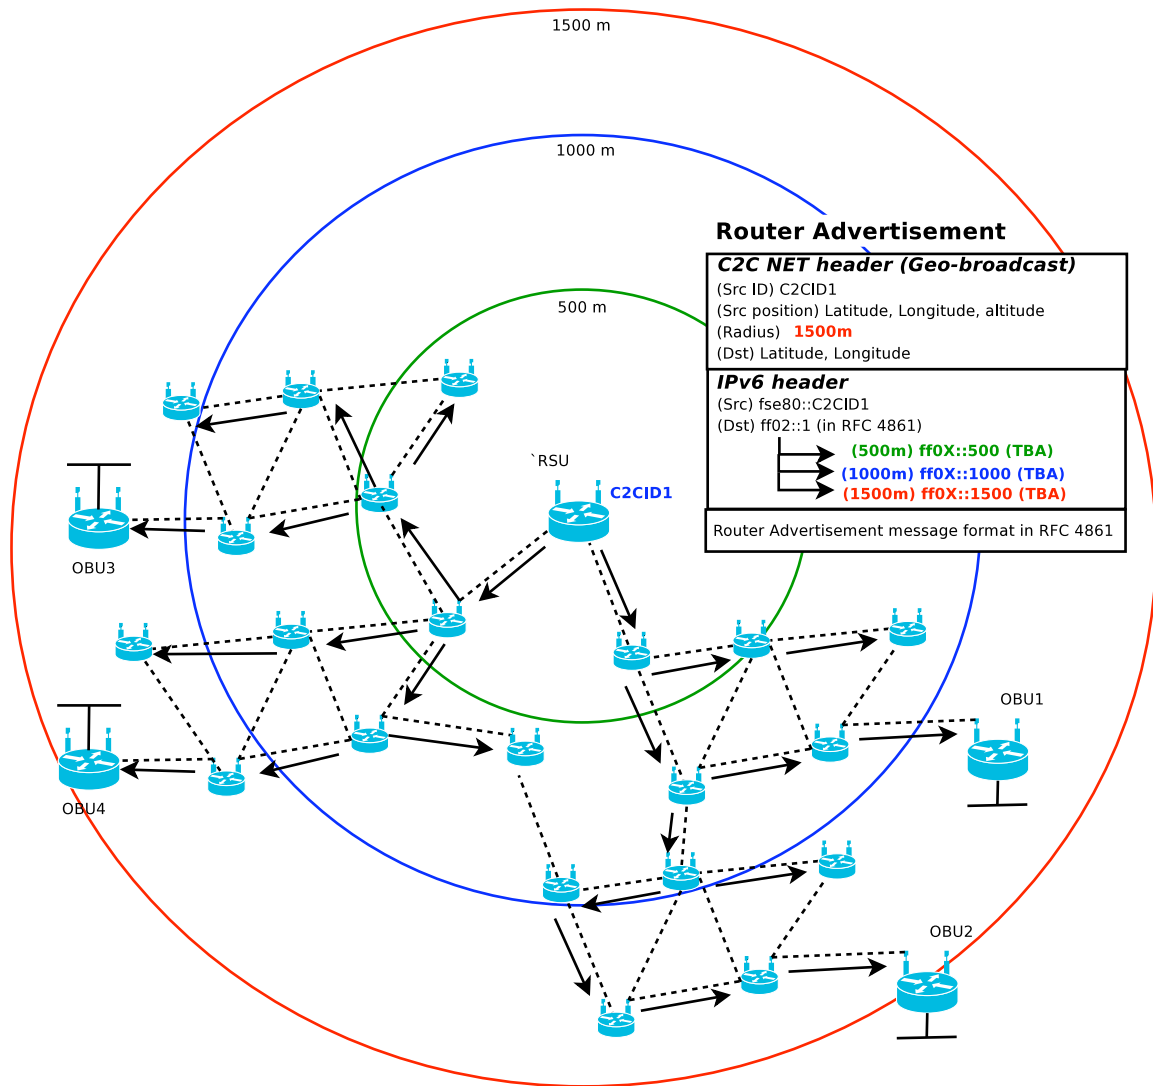 1500 m
1000 m
500 m
Router Advertisement
C2C NET header (Geo-broadcast)
(Src ID) C2CID1
(Src position) Latitude, Longitude, altitude
(Radius) 1500m
(Dst) Latitude, Longitude
IPv6 header
(Src) fse80::C2CID1
(Dst) ff02::1 (in RFC 4861)
(500m) ff0X::500 (TBA)
(1000m) ff0X::1000 (TBA)
(1500m) ff0X::1500 (TBA)
Router Advertisement message format in RFC 4861
`RSU
C2CID1
OBU3
OBU1
OBU4
OBU2